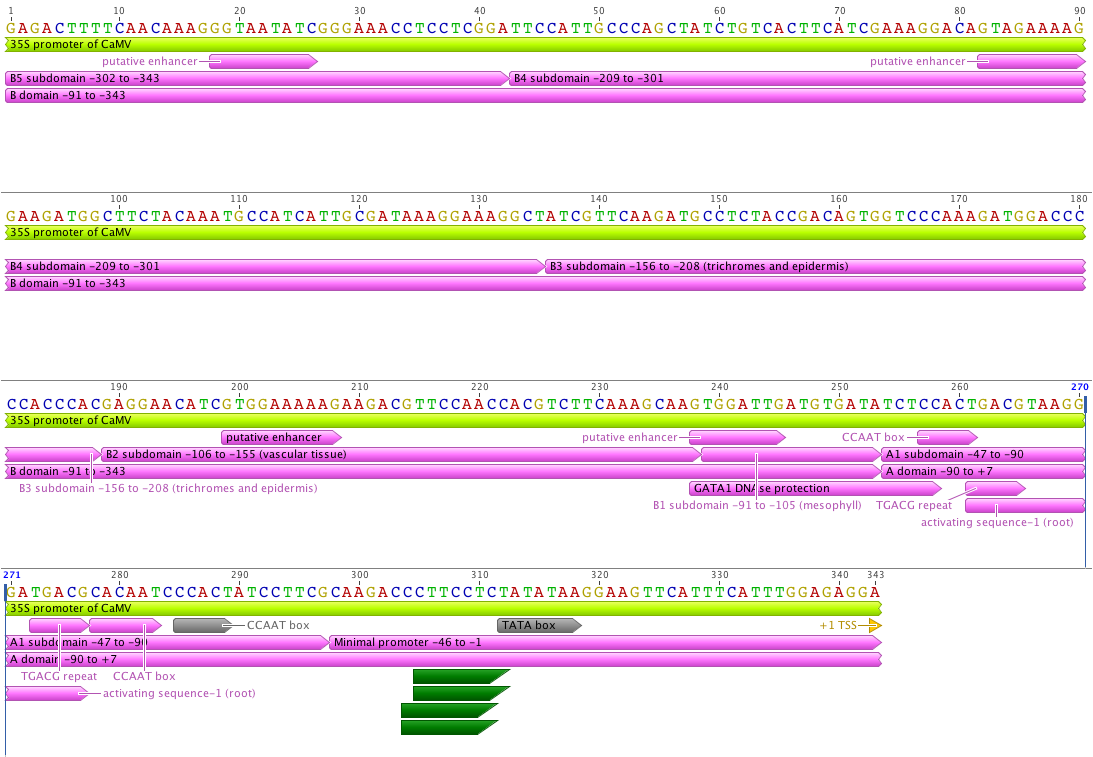 1 10 20 30 40 50 60 70 80 90
GAGACTTTTCAACAAAGGGTAATATCGGGAAACCTCCTCGGATTCCATTGCCCAGCTATCTGTCACTTCATCGAAAGGACAGTAGAAAAG
35S promoter of CaMV
putative enhancer putative enhancer
B5 subdomain -302 to -343 B4 subdomain -209 to -301
B domain -91 to -343
100 110 120 130 140 150 160 170 180
GAAGATGGCTTCTACAAATGCCATCATTGCGATAAAGGAAAGGCTATCGTTCAAGATGCCTCTACCGACAGTGGTCCCAAAGATGGACCC
35S promoter of CaMV
B4 subdomain -209 to -301 B3 subdomain -156 to -208 (trichromes and epidermis)
B domain -91 to -343
190 200 210 220 230 240 250 260 270
CCACCCACGAGGAACATCGTGGAAAAAGAAGACGTTCCAACCACGTCTTCAAAGCAAGTGGATTGATGTGATATCTCCACTGACGTAAGG
35S promoter of CaMV
putative enhancer putative enhancer CCAAT box
B2 subdomain -106 to -155 (vascular tissue) A1 subdomain -47 to -90
B domain -91 to -343 A domain -90 to +7
B3 subdomain -156 to -208 (trichromes and epidermis) GATA1 DNAse protection
B1 subdomain -91 to -105 (mesophyll) TGACG repeat
activating sequence-1 (root)
271 280 290 300 310 320 330 340 343
GATGACGCACAATCCCACTATCCTTCGCAAGACCCTTCCTCTATATAAGGAAGTTCATTTCATTTGGAGAGGA
35S promoter of CaMV
CCAAT box TATA box +1 TSS
A1 subdomain -47 to -90 Minimal promoter -46 to -1
A domain -90 to +7
TGACG repeat CCAAT box
activating sequence-1 (root)